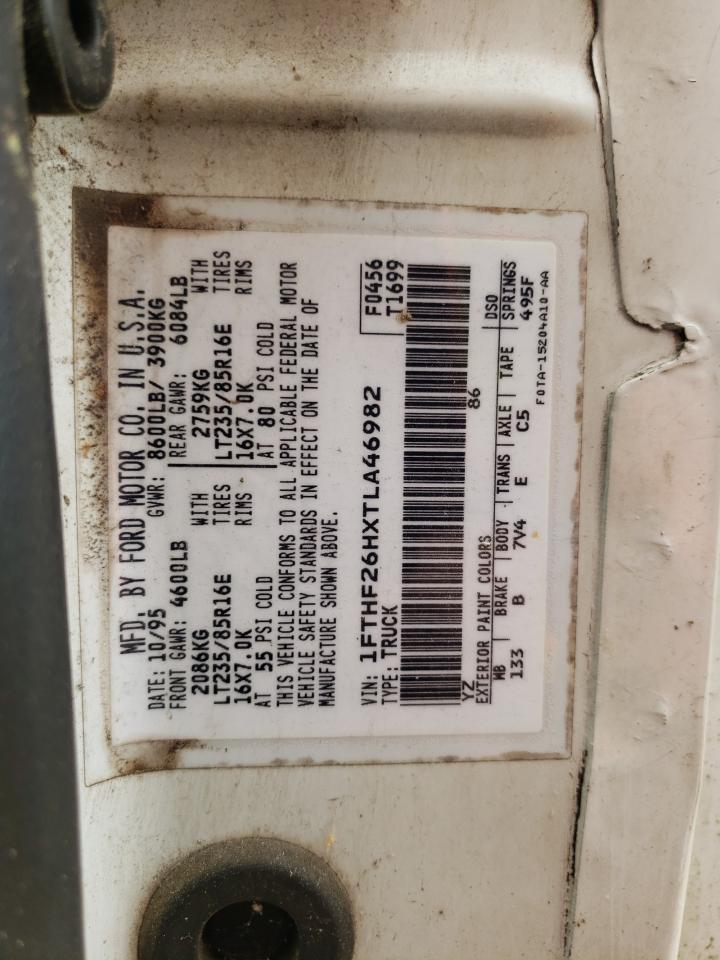 MFD. BY FORD MOTOR CO. IN U.S.A.
DATE: 10/95 GVWR: 8600LB/ 3900KG
FRONT GAWR: 4600LB REAR GAWR: 6084LB
2086KG WITH 2759KG WITH
LT235/85R16E TIRES LT235/85R16E TIRES
16X7.0K RIMS 16X7.0K RIMS
AT 55 PSI COLD AT 80 PSI COLD
THIS VEHICLE CONFORMS TO ALL APPLICABLE FEDERAL MOTOR
VEHICLE SAFETY STANDARDS IN EFFECT ON THE DATE OF
MANUFACTURE SHOWN ABOVE.
VIN: 1FTHF26HXTLA46982 F0456
TYPE: TRUCK T1699
YZ 86
EXTERIOR PAINT COLORS DSO
WB BRAKE BODY TRANS AXLE TAPE SPRINGS
133 B 7V4 E C5 495F
F0TA-15204A10-AA